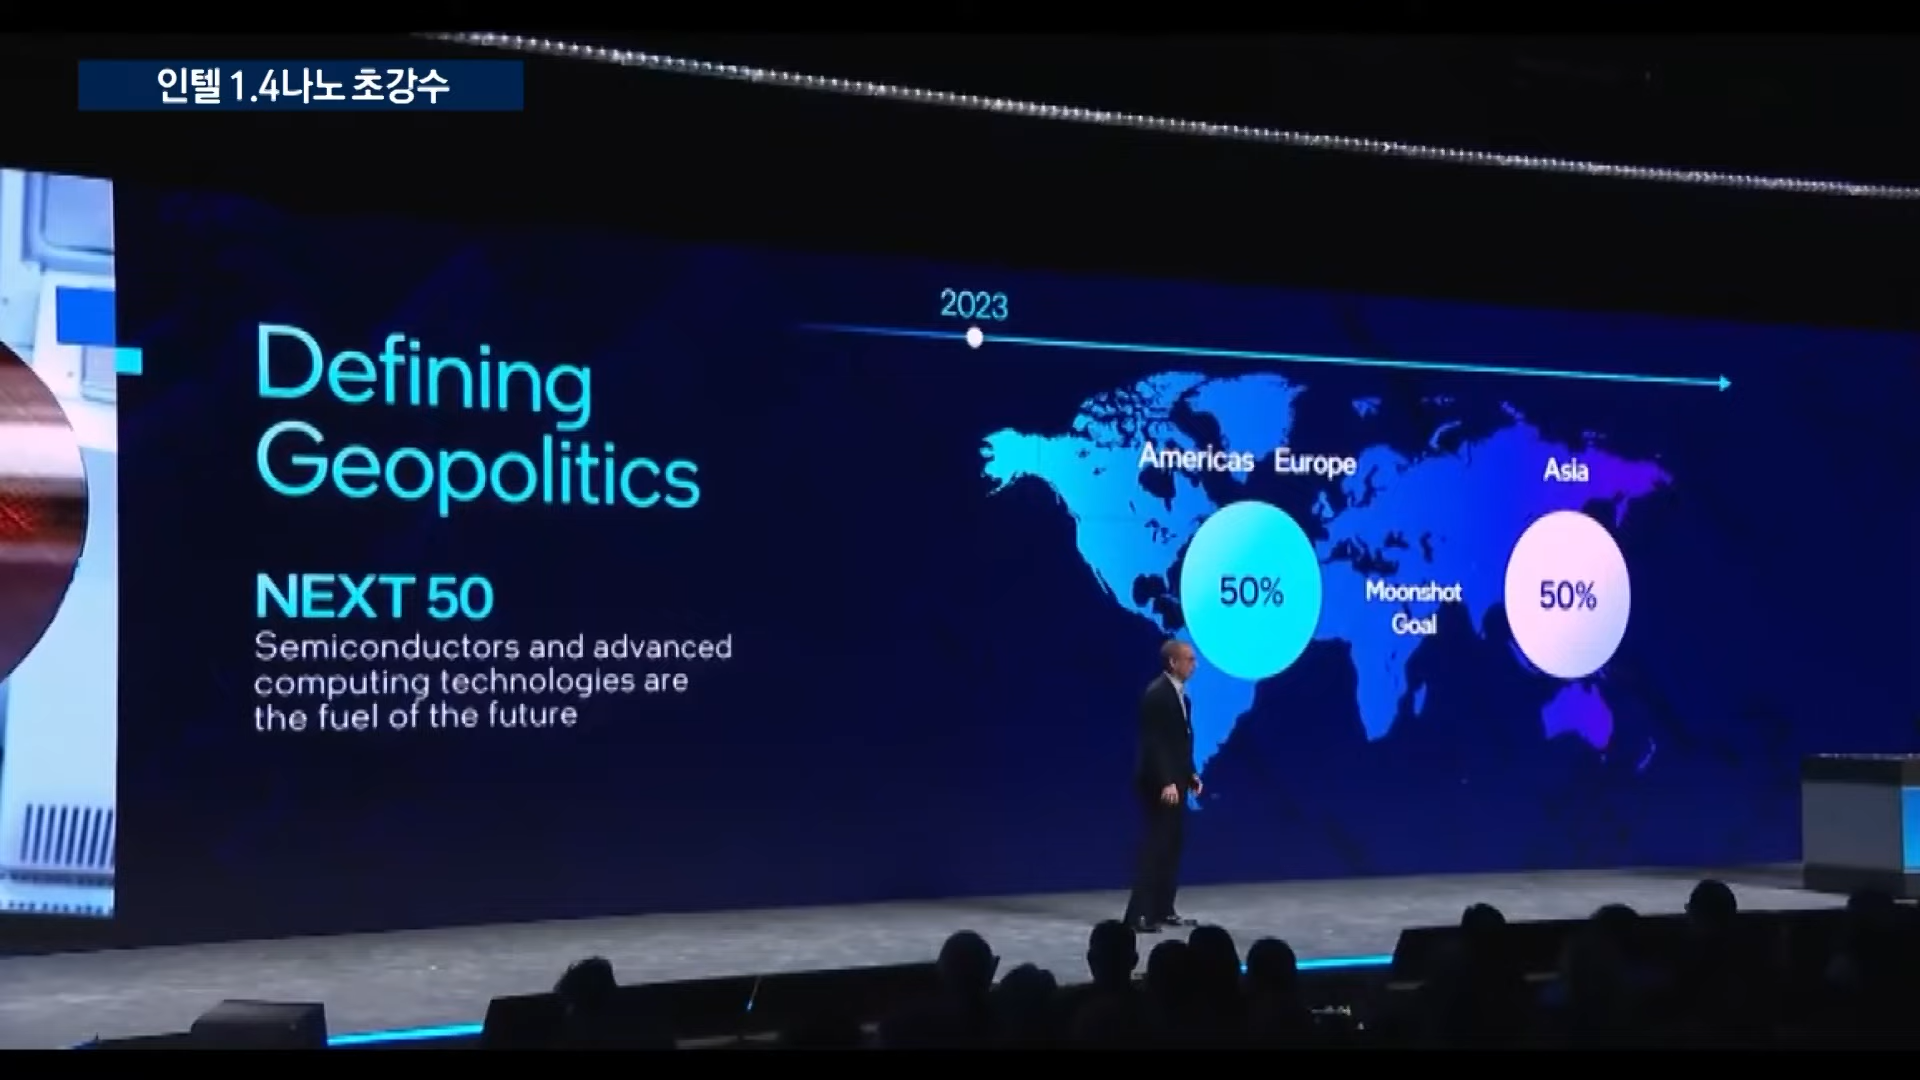 인텔 1.4나노 초강수
2023
Defining
Geopolitics
Americas Europe
Asia
50%
Moonshot
Goal
50%
NEXT 50
Semiconductors and advanced
computing technologies are
the fuel of the future